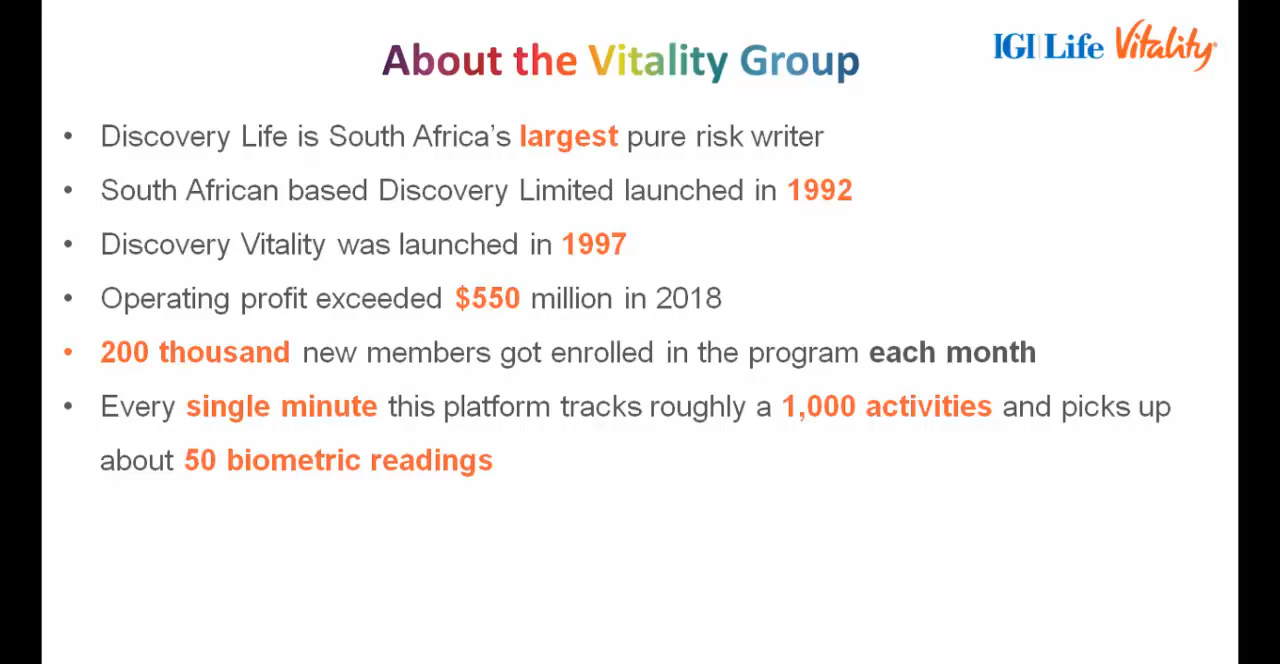 About the Vitality Group
IGI Life Vitality
• Discovery Life is South Africa’s largest pure risk writer
• South African based Discovery Limited launched in 1992
• Discovery Vitality was launched in 1997
• Operating profit exceeded $550 million in 2018
• 200 thousand new members got enrolled in the program each month
• Every single minute this platform tracks roughly a 1,000 activities and picks up
about 50 biometric readings